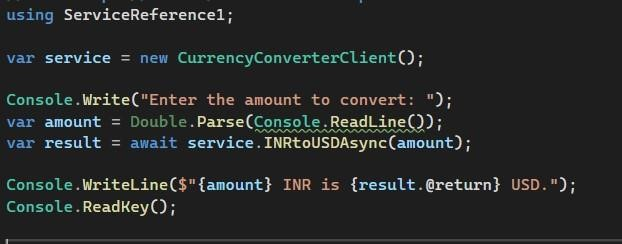 using ServiceReference1;
var service = new CurrencyConverterClient();
Console.Write("Enter the amount to convert: ");
var amount = Double.Parse(Console.ReadLine());
var result = await service.INRtoUSDAsync(amount);
Console.WriteLine($"{amount} INR is {result.@return} USD.");
Console.ReadKey();